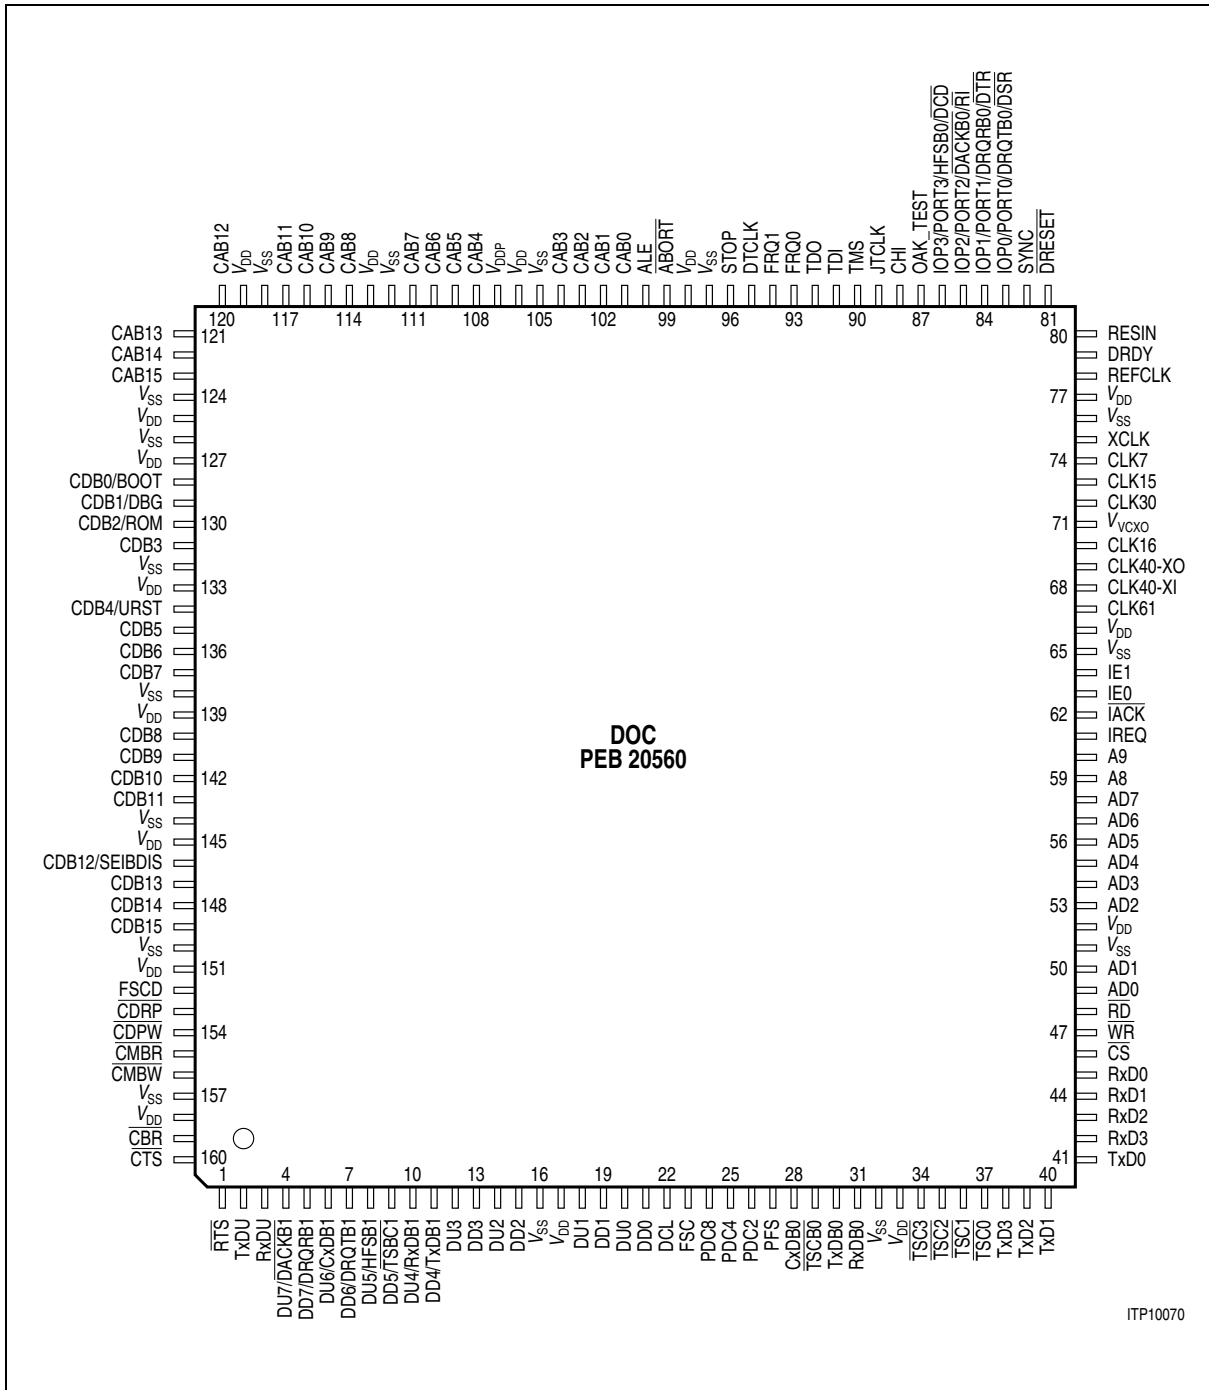 CAB12
VDD
VSS
CAB11
CAB10
CAB9
CAB8
VDD
VSS
CAB7
CAB6
CAB5
CAB4
VDDP
VDD
VSS
CAB3
CAB2
CAB1
CAB0
ALE
ABORT
VDD
VSS
STOP
DTCLK
FRQ1
FRQ0
TDO
TDI
TMS
JTCLK
CHI
OAK_TEST
IOP3/PORT3/HFSB0/DCD
IOP2/PORT2/DACKB0/RI
IOP1/PORT1/DRQRB0/DTR
IOP0/PORT0/DRQTB0/DSR
SYNC
DRESET
120 117 114 111 108 105 102 99 96 93 90 87 84 81
CAB13 121
CAB14
CAB15
VSS 124
VDD
VSS
VDD 127
CDB0/BOOT
CDB1/DBG
CDB2/ROM 130
CDB3
VSS
VDD 133
CDB4/URST
CDB5
CDB6 136
CDB7
VSS
VDD 139
CDB8
CDB9
CDB10 142
CDB11
VSS
VDD 145
CDB12/SEIBDIS
CDB13
CDB14 148
CDB15
VSS
VDD 151
FSCD
CDRP
CDPW 154
CMBR
CMBW
VSS 157
VDD
CBR
CTS 160
DOC
PEB 20560
80 RESIN
DRDY
REFCLK
77 VDD
VSS
XCLK
74 CLK7
CLK15
CLK30
71 VVCXO
CLK16
CLK40-XO
68 CLK40-XI
CLK61
VDD
65 VSS
IE1
IE0
62 IACK
IREQ
A9
59 A8
AD7
AD6
56 AD5
AD4
AD3
53 AD2
VDD
VSS
50 AD1
AD0
RD
47 WR
CS
RxD0
44 RxD1
RxD2
RxD3
41 TxD0
1 4 7 10 13 16 19 22 25 28 31 34 37 40
RTS
TxDU
RxDU
DU7/DACKB1
DD7/DRQRB1
DU6/CxDB1
DD6/DRQTB1
DU5/HFSB1
DD5/TSBC1
DU4/RxDB1
DD4/TxDB1
DU3
DD3
DU2
DD2
VSS
VDD
DU1
DD1
DU0
DD0
DCL
FSC
PDC8
PDC4
PDC2
PFS
CxDB0
TSCB0
TxDB0
RxDB0
VSS
VDD
TSC3
TSC2
TSC1
TSC0
TxD3
TxD2
TxD1
ITP10070